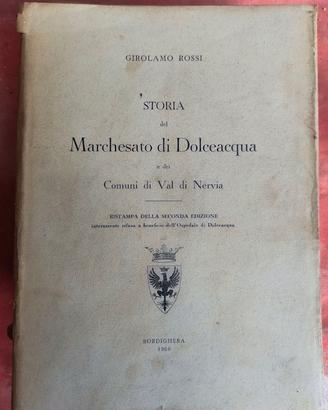 GIROLAMO ROSSI
STORIA
del
Marchesato di Dolceacqua
e dei
Comuni di Val di Nervia
RISTAMPA DELLA SECONDA EDIZIONE
interamente rifusa a beneficio dell'Ospedale di Dolceacqua
BORDIGHERA